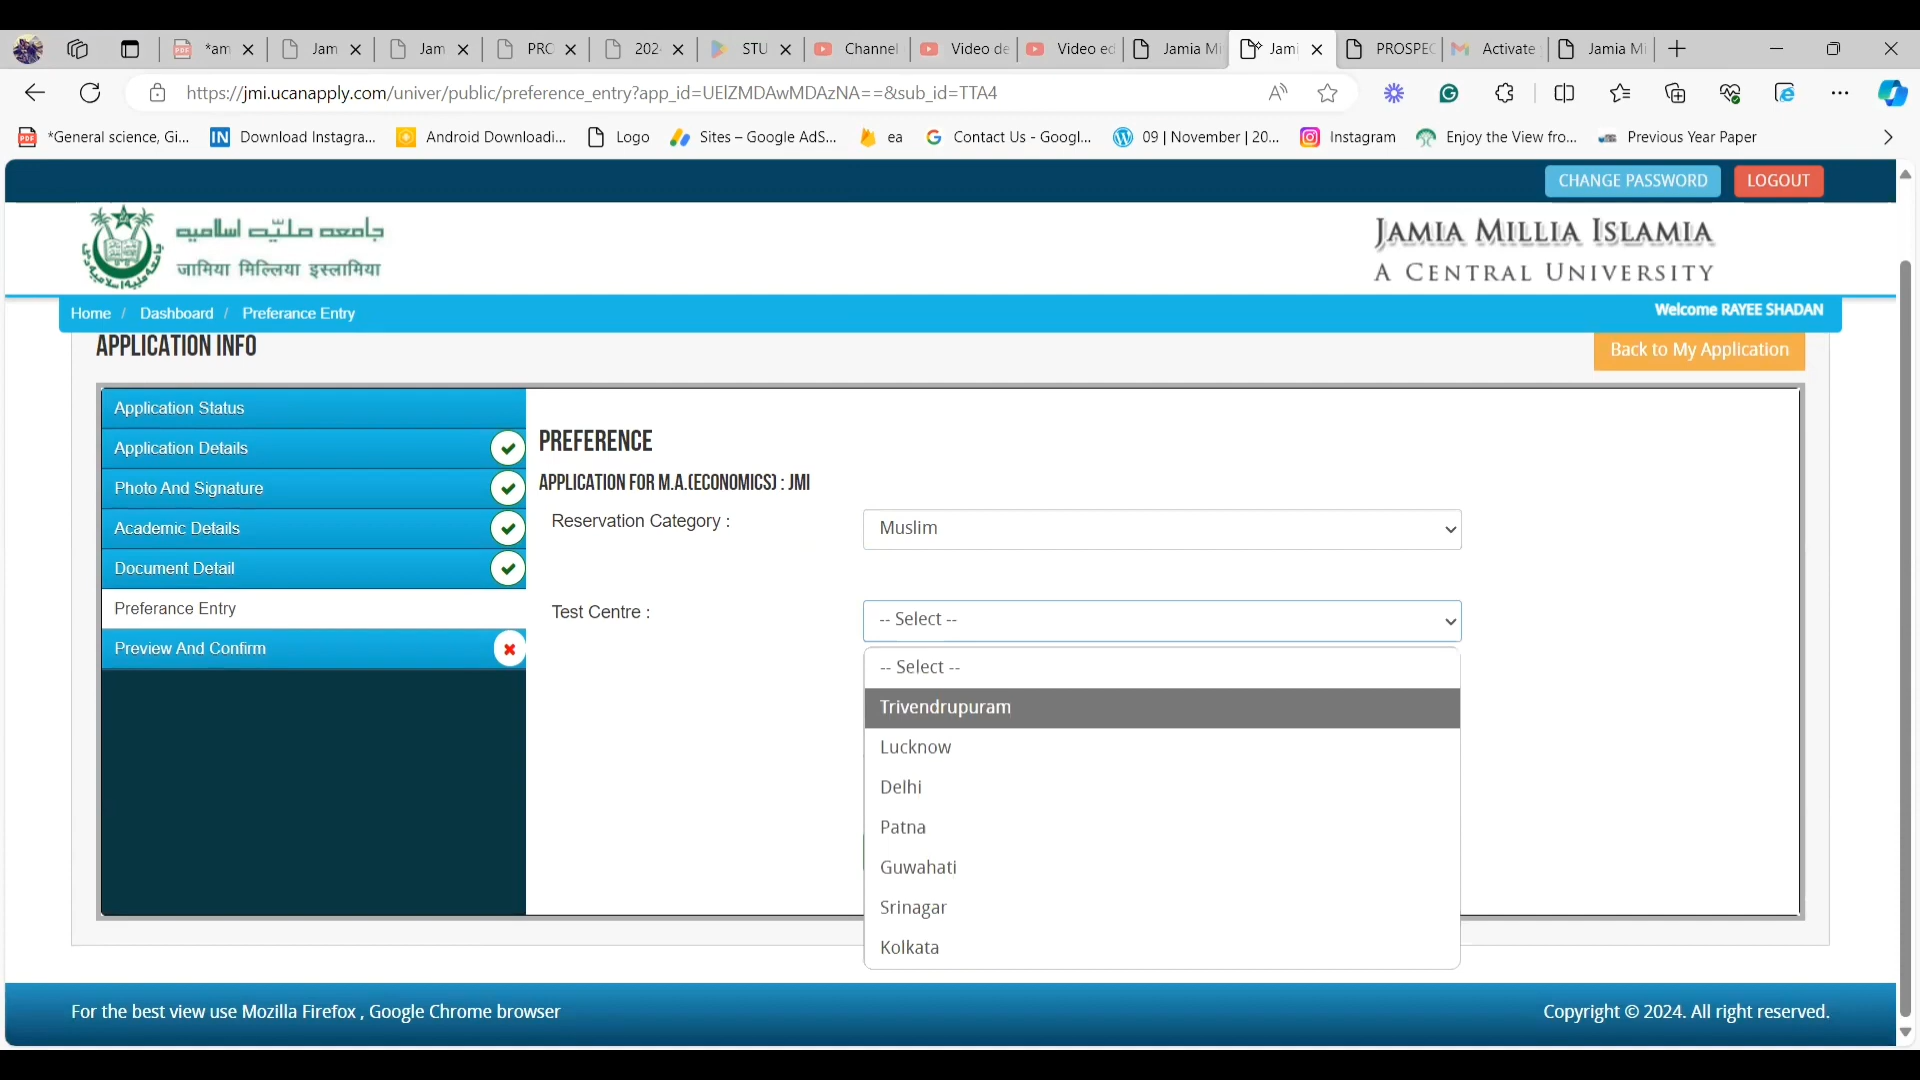 *am
Jam
Jam
PRO
202
STU
Channel
Video de
Video ed
Jamia Mi
Jami
PROSPEC
Activate
Jamia Mi
https://jmi.ucanapply.com/univer/public/preference_entry?app_id=UElZMDAwMDAzNA==&sub_id=TTA4
*General science, Gi...
Download Instagra...
Android Downloadi...
Logo
Sites – Google AdS...
ea
Contact Us - Googl...
09 | November | 20...
Instagram
Enjoy the View fro...
Previous Year Paper
CHANGE PASSWORD
LOGOUT
جامعہ ملیّہ اسلامیہ
जामिया मिल्लिया इस्लामिया
JAMIA MILLIA ISLAMIA
A CENTRAL UNIVERSITY
Home / Dashboard / Preferance Entry
Welcome RAYEE SHADAN
APPLICATION INFO
Back to My Application
Application Status
Application Details
Photo And Signature
Academic Details
Document Detail
Preferance Entry
Preview And Confirm
PREFERENCE
APPLICATION FOR M.A.(ECONOMICS) : JMI
Reservation Category :
Muslim
Test Centre :
-- Select --
-- Select --
Trivendrupuram
Lucknow
Delhi
Patna
Guwahati
Srinagar
Kolkata
For the best view use Mozilla Firefox , Google Chrome browser
Copyright © 2024. All right reserved.